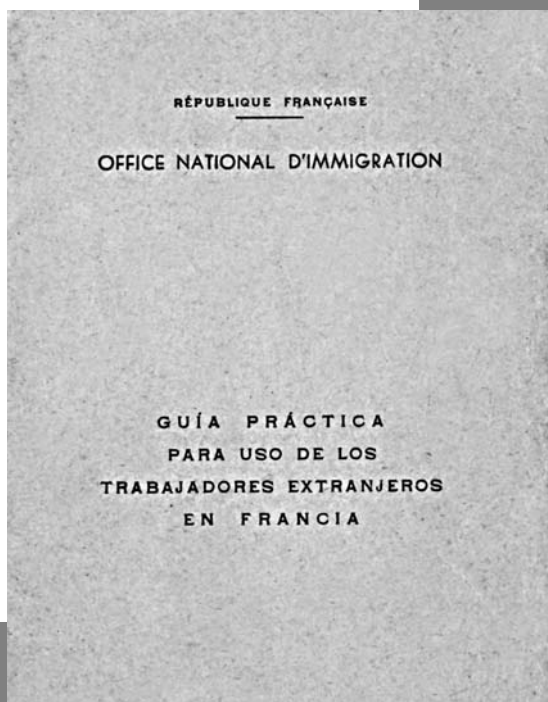 RÉPUBLIQUE FRANÇAISE
OFFICE NATIONAL D'IMMIGRATION
GUÍA PRÁCTICA
PARA USO DE LOS
TRABAJADORES EXTRANJEROS
EN FRANCIA